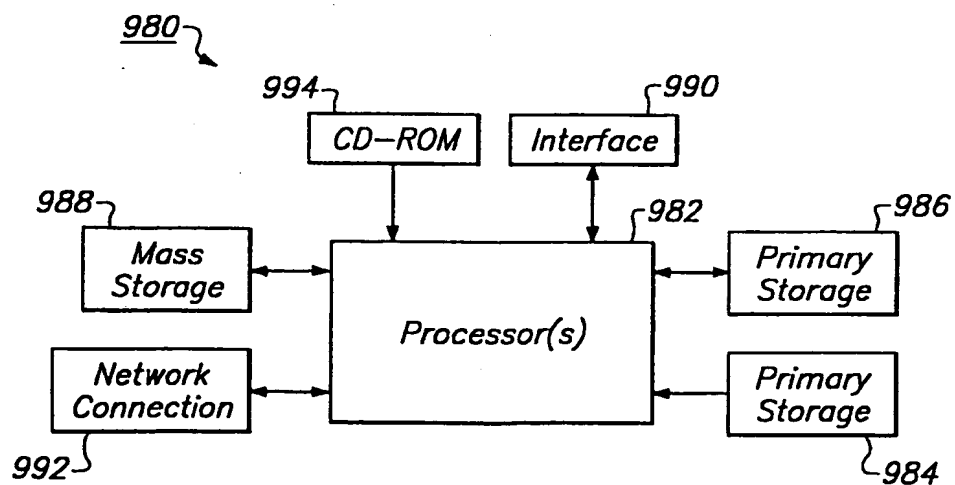 980
994
990
CD-ROM
Interface
988
982
986
Mass
Storage
Primary
Storage
Processor(s)
Network
Connection
Primary
Storage
992
984